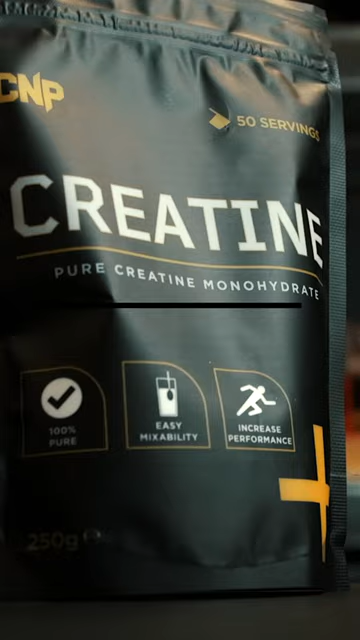 CNP
50 SERVINGS
CREATINE
PURE CREATINE MONOHYDRATE
100%
PURE
EASY
MIXABILITY
INCREASE
PERFORMANCE
250g ℮